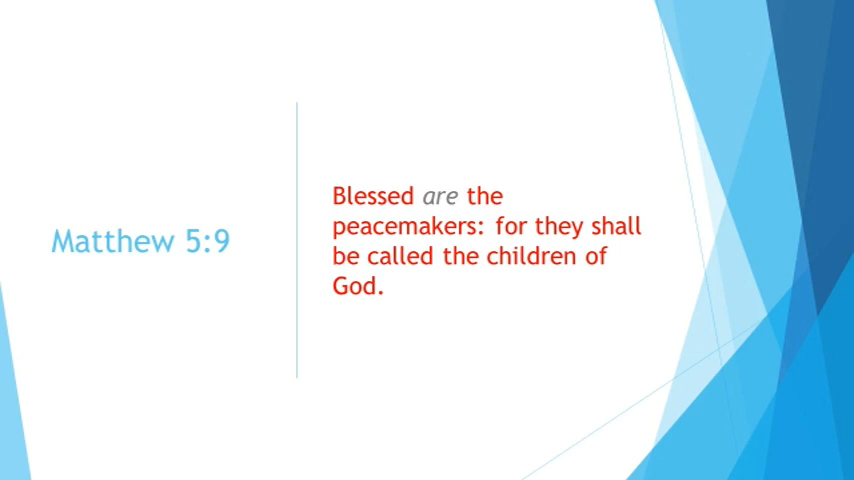 Matthew 5:9
Blessed are the
peacemakers: for they shall
be called the children of
God.